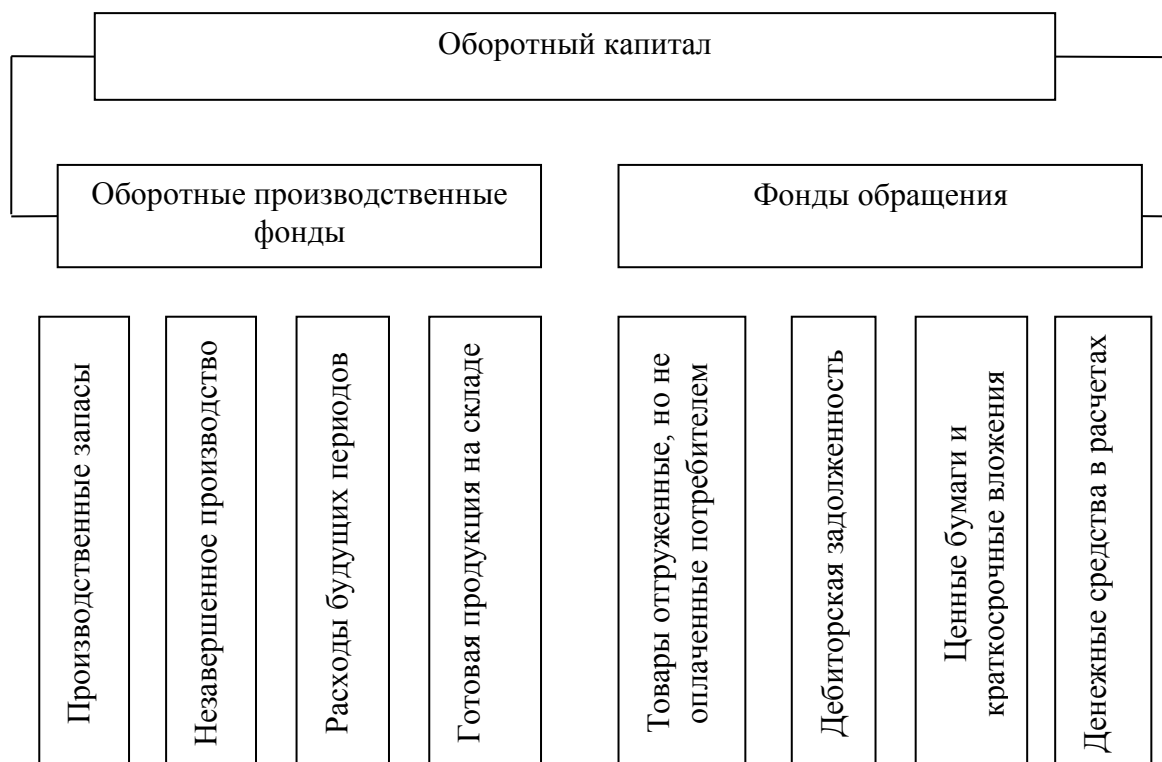 Оборотный капитал
Оборотные производственные
фонды
Фонды обращения
Производственные запасы
Незавершенное производство
Расходы будущих периодов
Готовая продукция на складе
Товары отгруженные, но не
оплаченные потребителем
Дебиторская задолженность
Ценные бумаги и
краткосрочные вложения
Денежные средства в расчетах